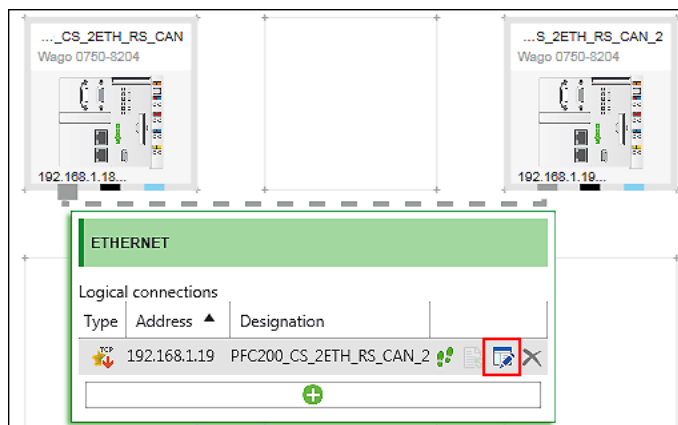 ..._CS_2ETH_RS_CAN
Wago 0750-8204
192.168.1.18...
...S_2ETH_RS_CAN_2
Wago 0750-8204
192.168.1.19...
ETHERNET
Logical connections
Type Address Designation
TCP 192.168.1.19 PFC200_CS_2ETH_RS_CAN_2